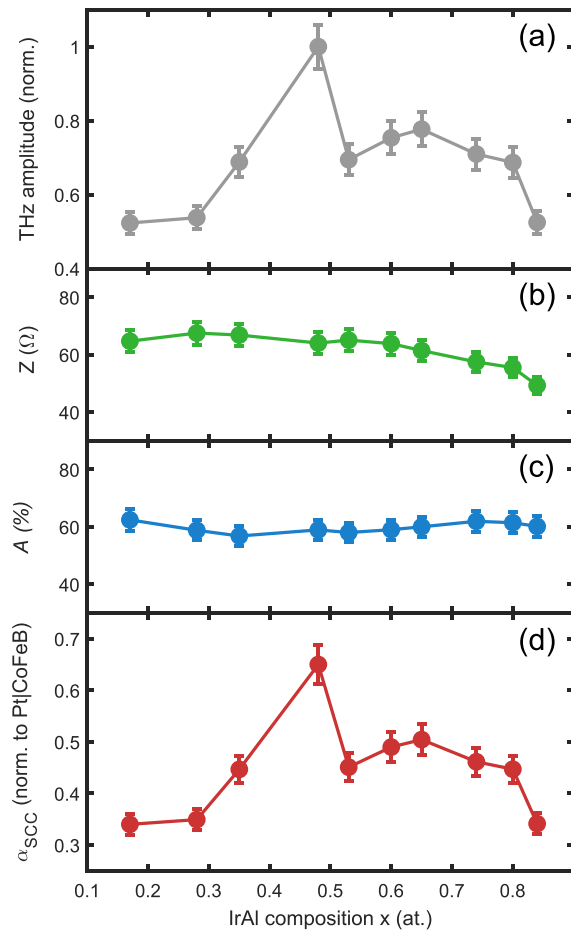 (a)
THz amplitude (norm.)
1
0.8
0.6
0.4
(b)
Z (Ω)
80
60
40
(c)
A (%)
80
60
40
(d)
α_SCC (norm. to Pt|CoFeB)
0.7
0.6
0.5
0.4
0.3
0.1 0.2 0.3 0.4 0.5 0.6 0.7 0.8
IrAl composition x (at.)